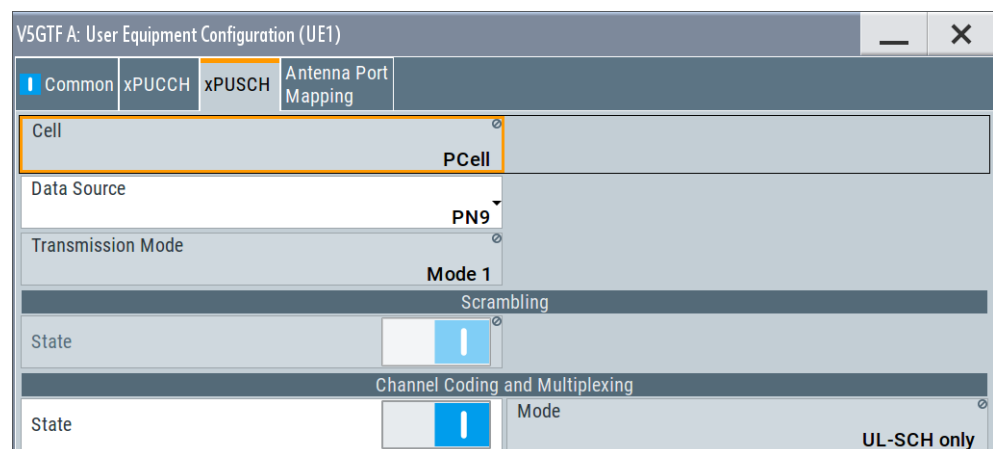 V5GTF A: User Equipment Configuration (UE1)
Common xPUCCH xPUSCH Antenna Port
Mapping
Cell
PCell
Data Source
PN9
Transmission Mode
Mode 1
Scrambling
State
Channel Coding and Multiplexing
State
Mode
UL-SCH only